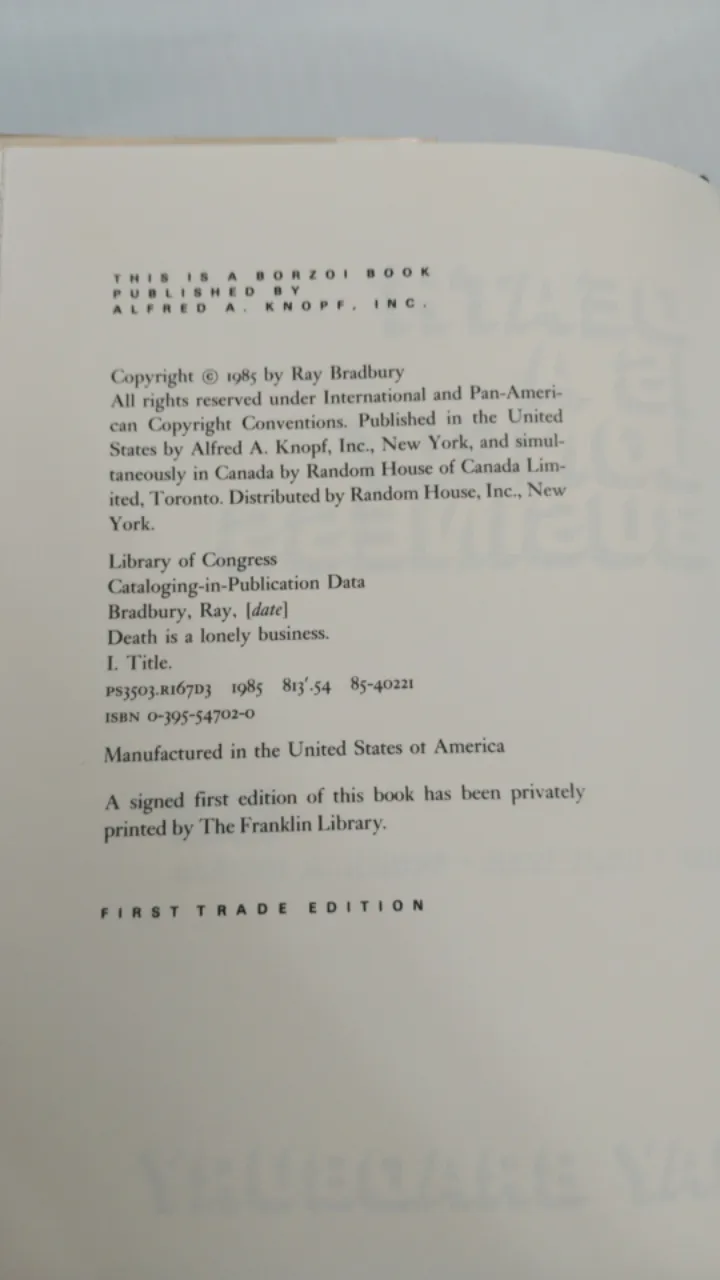 THIS IS A BORZOI BOOK
PUBLISHED BY
ALFRED A. KNOPF, INC.
Copyright © 1985 by Ray Bradbury
All rights reserved under International and Pan-Ameri-
can Copyright Conventions. Published in the United
States by Alfred A. Knopf, Inc., New York, and simul-
taneously in Canada by Random House of Canada Lim-
ited, Toronto. Distributed by Random House, Inc., New
York.
Library of Congress
Cataloging-in-Publication Data
Bradbury, Ray, [date]
Death is a lonely business.
I. Title.
PS3503.R167D3 1985 813'.54 85-40221
ISBN 0-395-54702-0
Manufactured in the United States of America
A signed first edition of this book has been privately
printed by The Franklin Library.
FIRST TRADE EDITION